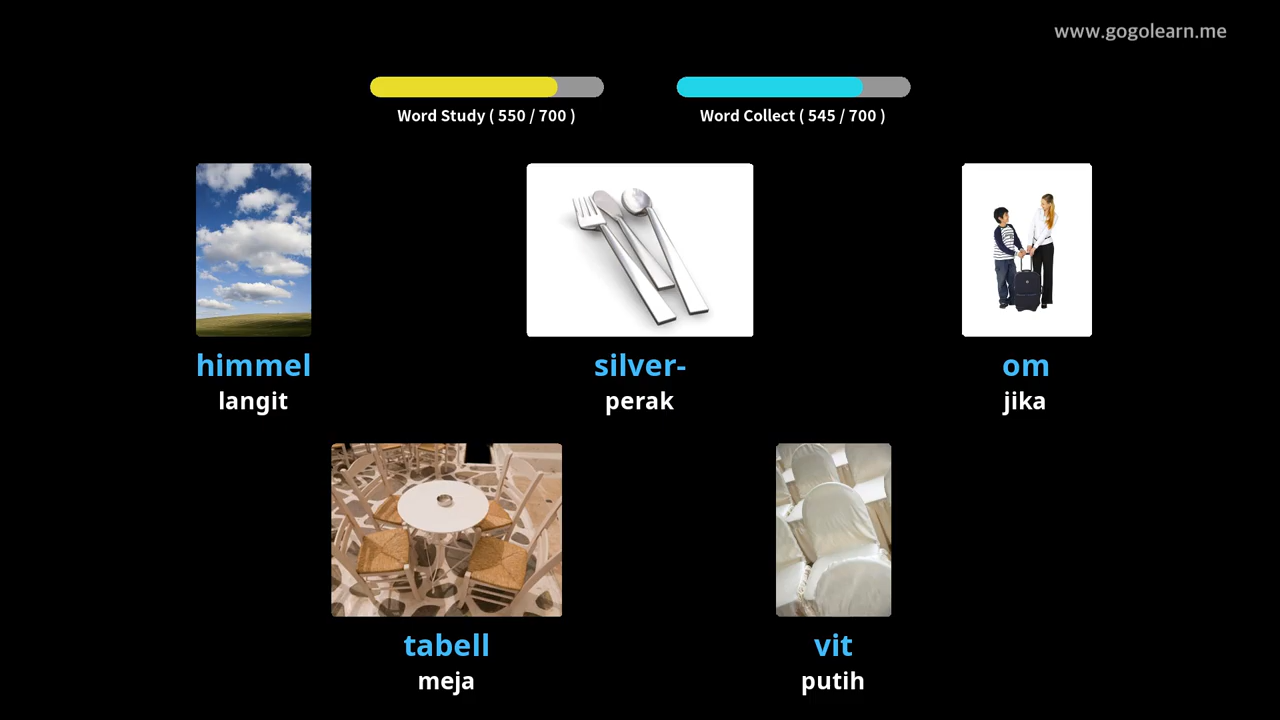 www.gogolearn.me
Word Study ( 550 / 700 )
Word Collect ( 545 / 700 )
himmel
langit
silver-
perak
om
jika
tabell
meja
vit
putih